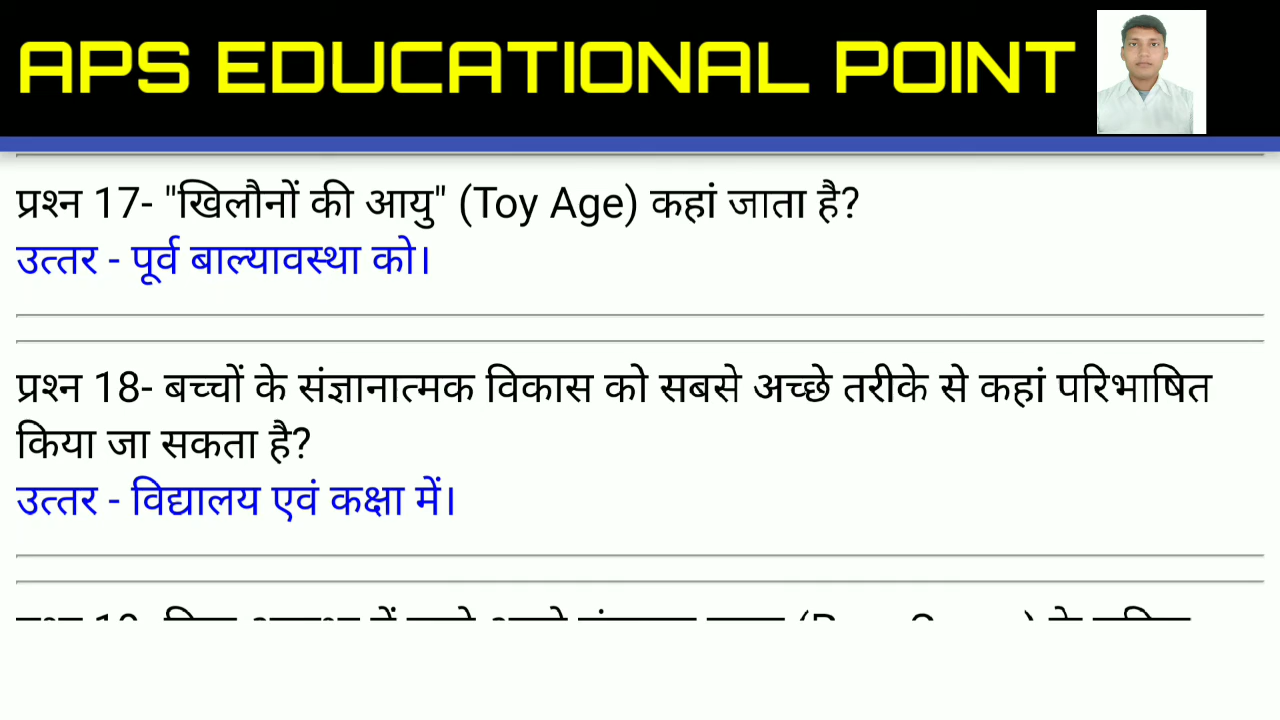 APS EDUCATIONAL POINT
प्रश्न 17- "खिलौनों की आयु" (Toy Age) कहां जाता है?
उत्तर - पूर्व बाल्यावस्था को।
प्रश्न 18- बच्चों के संज्ञानात्मक विकास को सबसे अच्छे तरीके से कहां परिभाषित
किया जा सकता है?
उत्तर - विद्यालय एवं कक्षा में।